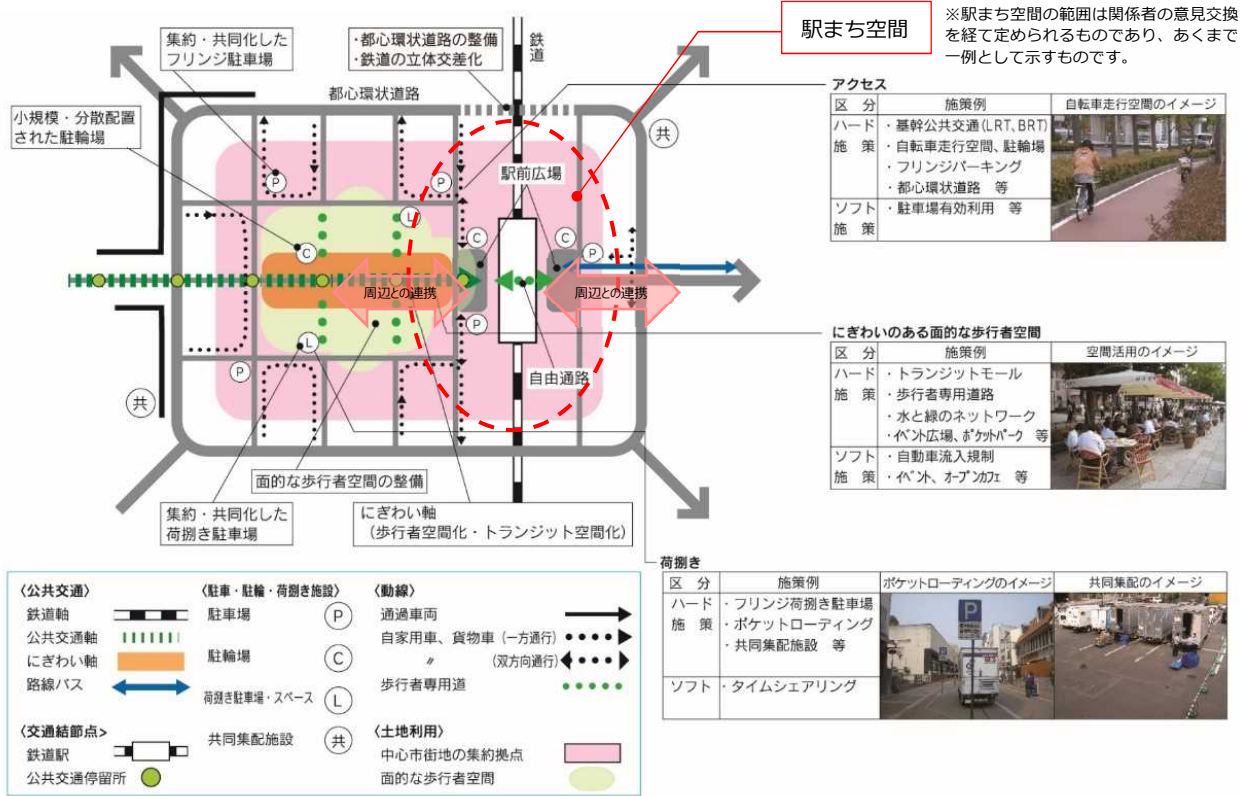 駅まち空間
※駅まち空間の範囲は関係者の意見交換
を経て定められるものであり、あくまで
一例として示すものです。
集約・共同化した
フリンジ駐車場
・都心環状道路の整備
・鉄道の立体交差化
鉄道
都心環状道路
小規模・分散配置
された駐輪場
共
P
P
駅前広場
L
C
C
C
P
周辺との連携
周辺との連携
P
L
自由通路
P
共
面的な歩行者空間の整備
集約・共同化した
荷捌き駐車場
にぎわい軸
（歩行者空間化・トランジット空間化）
アクセス
区 分 施策例 自転車走行空間のイメージ
ハード
施 策
・基幹公共交通(LRT、BRT)
・自転車走行空間、駐輪場
・フリンジパーキング
・都心環状道路 等
ソフト
施 策
・駐車場有効利用 等
にぎわいのある面的な歩行者空間
区 分 施策例 空間活用のイメージ
ハード
施 策
・トランジットモール
・歩行者専用道路
・水と緑のネットワーク
・イベント広場、ポケットパーク 等
ソフト
施 策
・自動車流入規制
・イベント、オープンカフェ 等
荷捌き
区 分 施策例 ポケットローディングのイメージ 共同集配のイメージ
ハード
施 策
・フリンジ荷捌き駐車場
・ポケットローディング
・共同集配施設 等
ソフト ・タイムシェアリング
P
〈公共交通〉
鉄道軸
公共交通軸
にぎわい軸
路線バス
〈交通結節点>
鉄道駅
公共交通停留所
〈駐車・駐輪・荷捌き施設〉
駐車場 P
駐輪場 C
荷捌き駐車場・スペース L
共同集配施設 共
〈動線〉
通過車両
自家用車、貨物車 (一方通行)
〃 (双方向通行)
歩行者専用道
〈土地利用〉
中心市街地の集約拠点
面的な歩行者空間